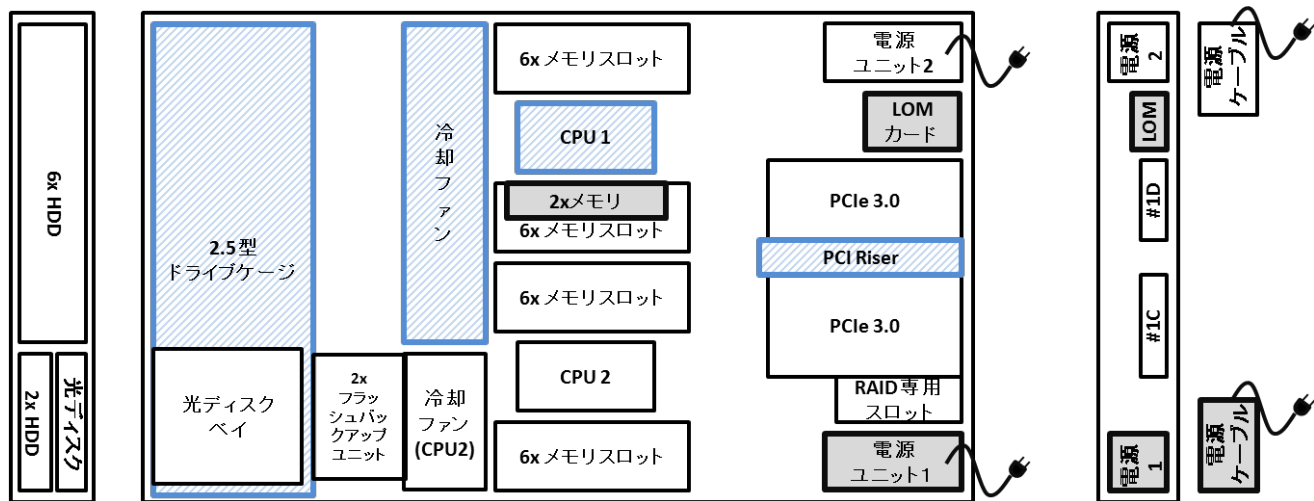 6x HDD
2x HDD
光ディスク
2.5型
ドライブケージ
光ディスク
ベイ
2x
フラッ
シュバッ
クアップ
ユニット
冷
却
フ
ァ
ン
冷却
ファン
(CPU2)
6x メモリスロット
CPU 1
2xメモリ
6x メモリスロット
6x メモリスロット
CPU 2
6x メモリスロット
電源
ユニット2
LOM
カード
PCIe 3.0
PCI Riser
PCIe 3.0
RAID専用
スロット
電源
ユニット1
電源
2
LOM
#1D
#1C
電源
1
電源
ケーブル
電源
ケーブル